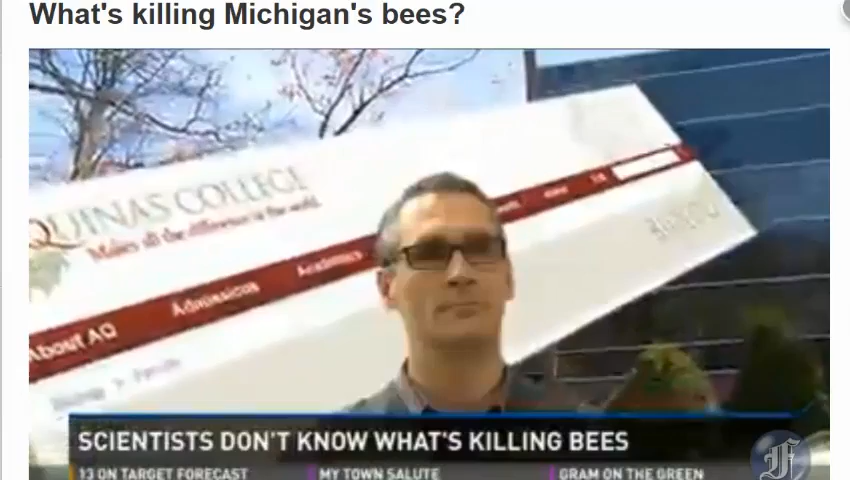 What's killing Michigan's bees?
QUINAS COLLEGE
Makes all the difference in the world.
About AQ
Admissions
Academics
SCIENTISTS DON'T KNOW WHAT'S KILLING BEES
13 ON TARGET FORECAST
MY TOWN SALUTE
GRAM ON THE GREEN
F